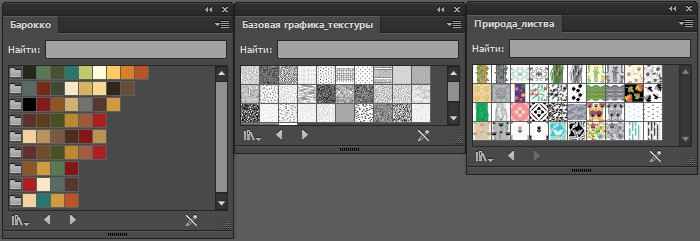 Барокко
Найти:
Базовая графика_текстуры
Найти:
Природа_листва
Найти: